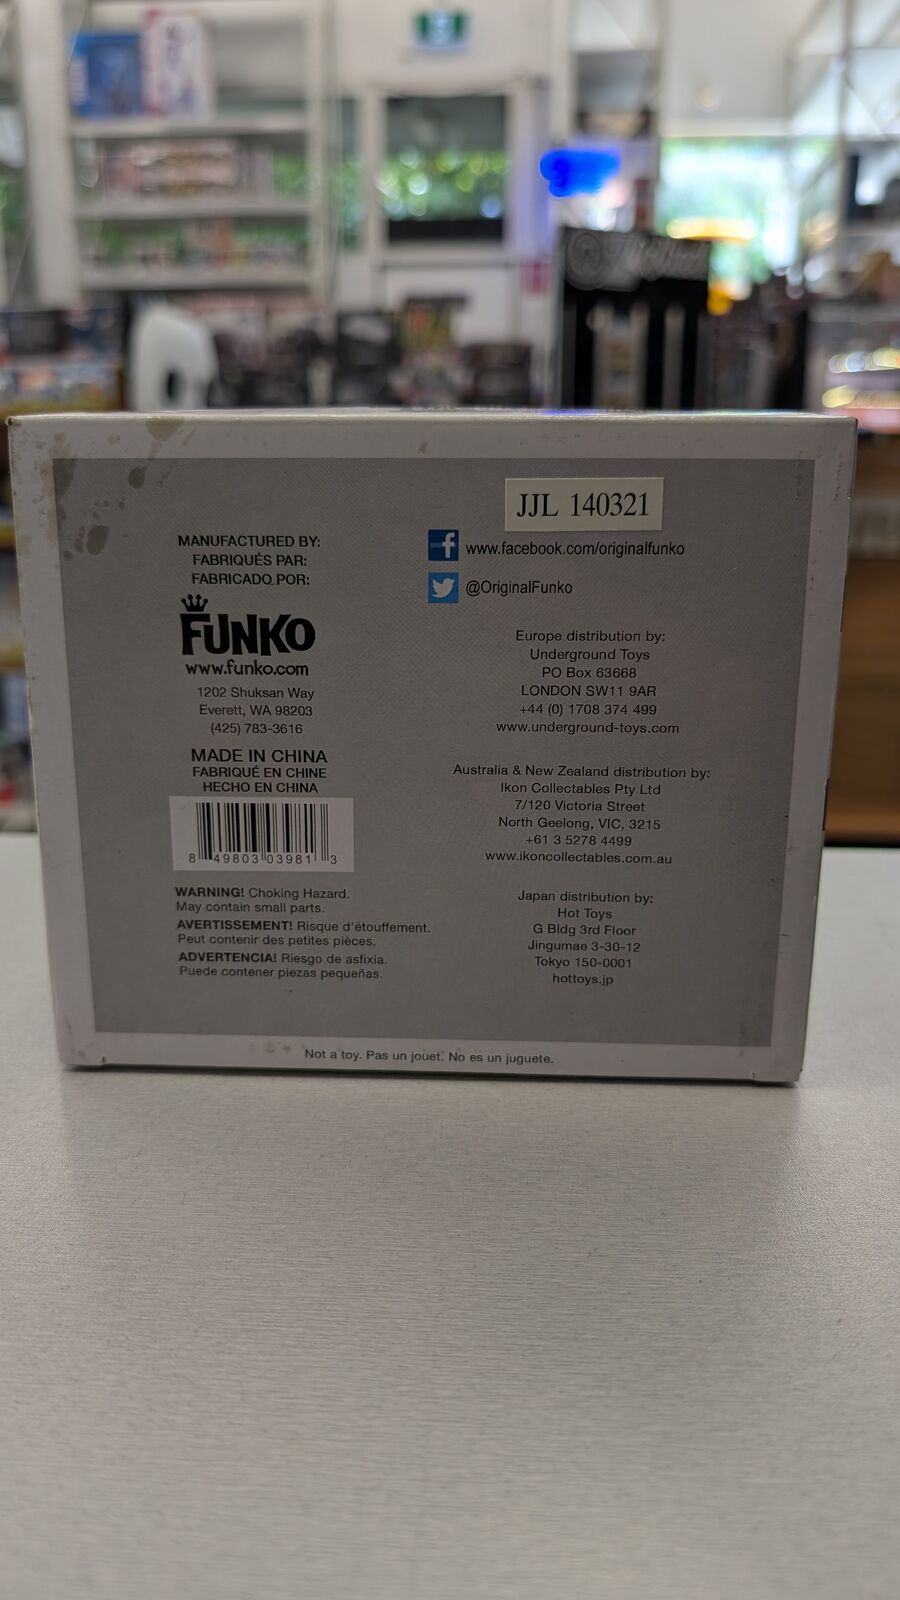 JJL 140321
MANUFACTURED BY:
FABRIQUÉS PAR:
FABRICADO POR:
FUNKO
www.funko.com
1202 Shuksan Way
Everett, WA 98203
(425) 783-3616
MADE IN CHINA
FABRIQUÉ EN CHINE
HECHO EN CHINA
8 49803 03981 3
WARNING! Choking Hazard.
May contain small parts.
AVERTISSEMENT! Risque d'étouffement.
Peut contenir des petites pièces.
ADVERTENCIA! Riesgo de asfixia.
Puede contener piezas pequeñas.
www.facebook.com/originalfunko
@OriginalFunko
Europe distribution by:
Underground Toys
PO Box 63668
LONDON SW11 9AR
+44 (0) 1708 374 499
www.underground-toys.com
Australia & New Zealand distribution by:
Ikon Collectables Pty Ltd
7/120 Victoria Street
North Geelong, VIC, 3215
+61 3 5278 4499
www.ikoncollectables.com.au
Japan distribution by:
Hot Toys
G Bldg 3rd Floor
Jingumae 3-30-12
Tokyo 150-0001
hottoys.jp
Not a toy. Pas un jouet. No es un juguete.